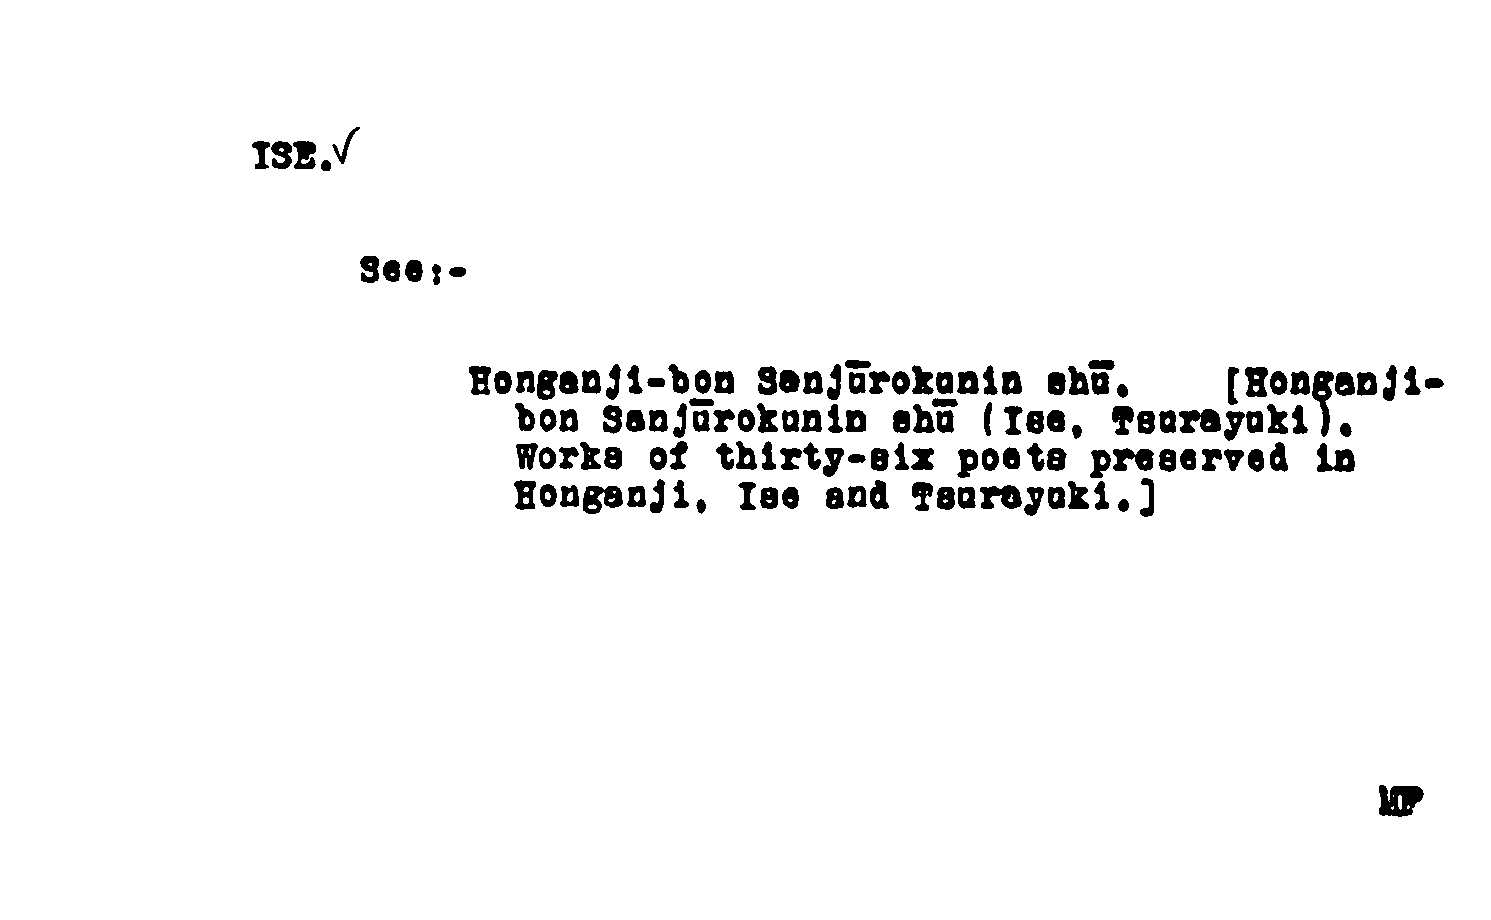 ISE.✓
See:-
Honganji-bon Sanjūrokunin shū. [Honganji-
bon Sanjūrokunin shū (Ise, Tsurayuki).
Works of thirty-six poets preserved in
Honganji, Ise and Tsurayuki.]
MP